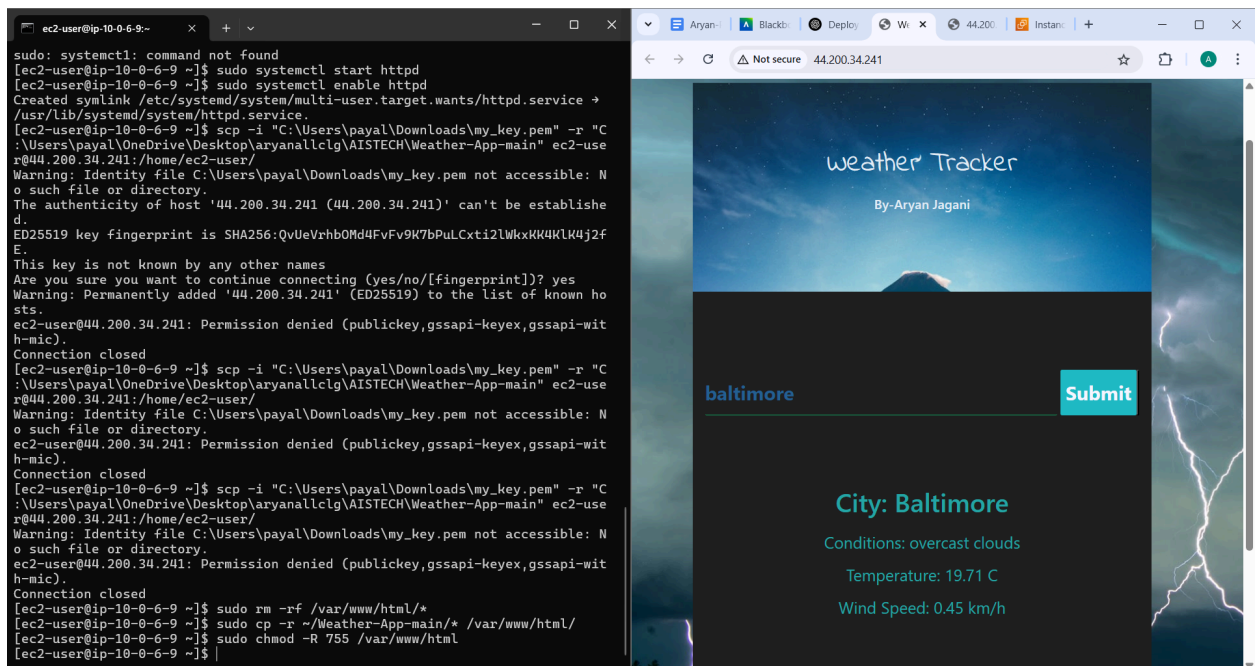 ec2-user@ip-10-0-6-9:~
sudo: systemct1: command not found
[ec2-user@ip-10-0-6-9 ~]$ sudo systemctl start httpd
[ec2-user@ip-10-0-6-9 ~]$ sudo systemctl enable httpd
Created symlink /etc/systemd/system/multi-user.target.wants/httpd.service →
/usr/lib/systemd/system/httpd.service.
[ec2-user@ip-10-0-6-9 ~]$ scp -i "C:\Users\payal\Downloads\my_key.pem" -r "C
:\Users\payal\OneDrive\Desktop\aryanallclg\AISTECH\Weather-App-main" ec2-use
r@44.200.34.241:/home/ec2-user/
Warning: Identity file C:\Users\payal\Downloads\my_key.pem not accessible: N
o such file or directory.
The authenticity of host '44.200.34.241 (44.200.34.241)' can't be establishe
d.
ED25519 key fingerprint is SHA256:QvUeVrhbOMd4FvFv9K7bPuLCxti2lWkxKK4KlK4j2f
E.
This key is not known by any other names
Are you sure you want to continue connecting (yes/no/[fingerprint])? yes
Warning: Permanently added '44.200.34.241' (ED25519) to the list of known ho
sts.
ec2-user@44.200.34.241: Permission denied (publickey,gssapi-keyex,gssapi-wit
h-mic).
Connection closed
[ec2-user@ip-10-0-6-9 ~]$ scp -i "C:\Users\payal\Downloads\my_key.pem" -r "C
:\Users\payal\OneDrive\Desktop\aryanallclg\AISTECH\Weather-App-main" ec2-use
r@44.200.34.241:/home/ec2-user/
Warning: Identity file C:\Users\payal\Downloads\my_key.pem not accessible: N
o such file or directory.
ec2-user@44.200.34.241: Permission denied (publickey,gssapi-keyex,gssapi-wit
h-mic).
Connection closed
[ec2-user@ip-10-0-6-9 ~]$ scp -i "C:\Users\payal\Downloads\my_key.pem" -r "C
:\Users\payal\OneDrive\Desktop\aryanallclg\AISTECH\Weather-App-main" ec2-use
r@44.200.34.241:/home/ec2-user/
Warning: Identity file C:\Users\payal\Downloads\my_key.pem not accessible: N
o such file or directory.
ec2-user@44.200.34.241: Permission denied (publickey,gssapi-keyex,gssapi-wit
h-mic).
Connection closed
[ec2-user@ip-10-0-6-9 ~]$ sudo rm -rf /var/www/html/*
[ec2-user@ip-10-0-6-9 ~]$ sudo cp -r ~/Weather-App-main/* /var/www/html/
[ec2-user@ip-10-0-6-9 ~]$ sudo chmod -R 755 /var/www/html
[ec2-user@ip-10-0-6-9 ~]$
Aryan- Blackb Deploy We 44.200. Instanc
Not secure 44.200.34.241 A
Weather Tracker
By-Aryan Jagani
baltimore
Submit
City: Baltimore
Conditions: overcast clouds
Temperature: 19.71 C
Wind Speed: 0.45 km/h